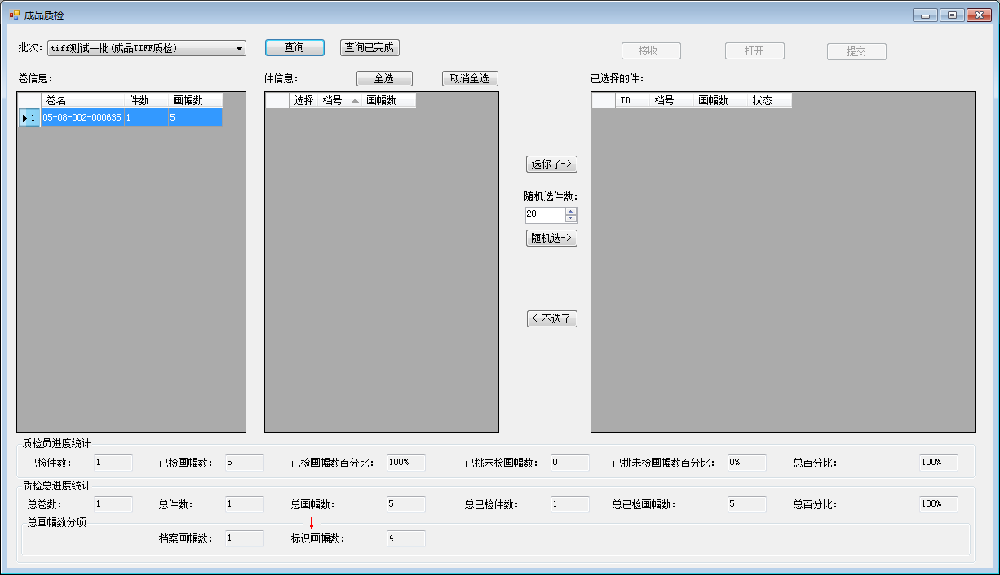 成品质检
批次： tiff测试一批(成品TIFF质检) 查询 查询已完成 接收 打开 提交
卷信息： 件信息： 全选 取消全选 已选择的件：
卷名 件数 画幅数 选择 档号 画幅数 ID 档号 画幅数 状态
1 05-08-002-000635 1 5
选你了->
随机选件数：
20
随机选->
<-不选了
质检员进度统计
已检件数： 1 已检画幅数： 5 已检画幅数百分比： 100% 已挑未检画幅数： 0 已挑未检画幅数百分比： 0% 总百分比： 100%
质检总进度统计
总卷数： 1 总件数： 1 总画幅数： 5 总已检件数： 1 总已检画幅数： 5 总百分比： 100%
总画幅数分项
档案画幅数： 1 标识画幅数： 4